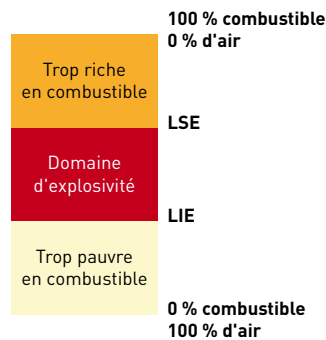 100 % combustible
0 % d'air
Trop riche
en combustible
LSE
Domaine
d'explosivité
LIE
Trop pauvre
en combustible
0 % combustible
100 % d'air